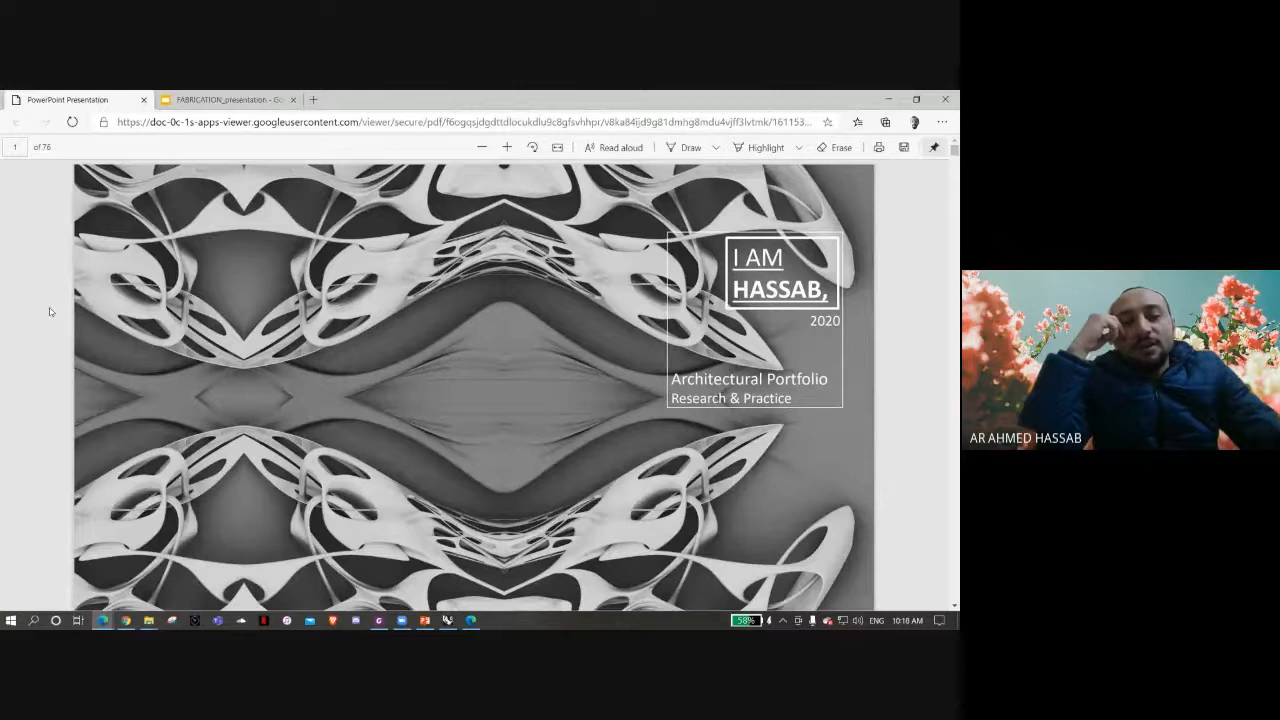 PowerPoint Presentation
FABRICATION_presentation - Go
https://doc-0c-1s-apps-viewer.googleusercontent.com/viewer/secure/pdf/f6ogqsjdgdttdlocukdlu9c8gfsvhhpr/v8ka84ijd9g81dmhg8mdu4vjff3lvtmk/161153...
1 of 76
Read aloud
Draw
Highlight
Erase
I AM
HASSAB,
2020
Architectural Portfolio
Research & Practice
AR AHMED HASSAB
58%
ENG
10:18 AM